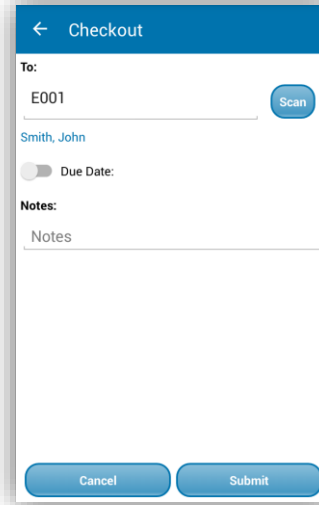 Checkout
To:
E001
Scan
Smith, John
Due Date:
Notes:
Notes
Cancel
Submit